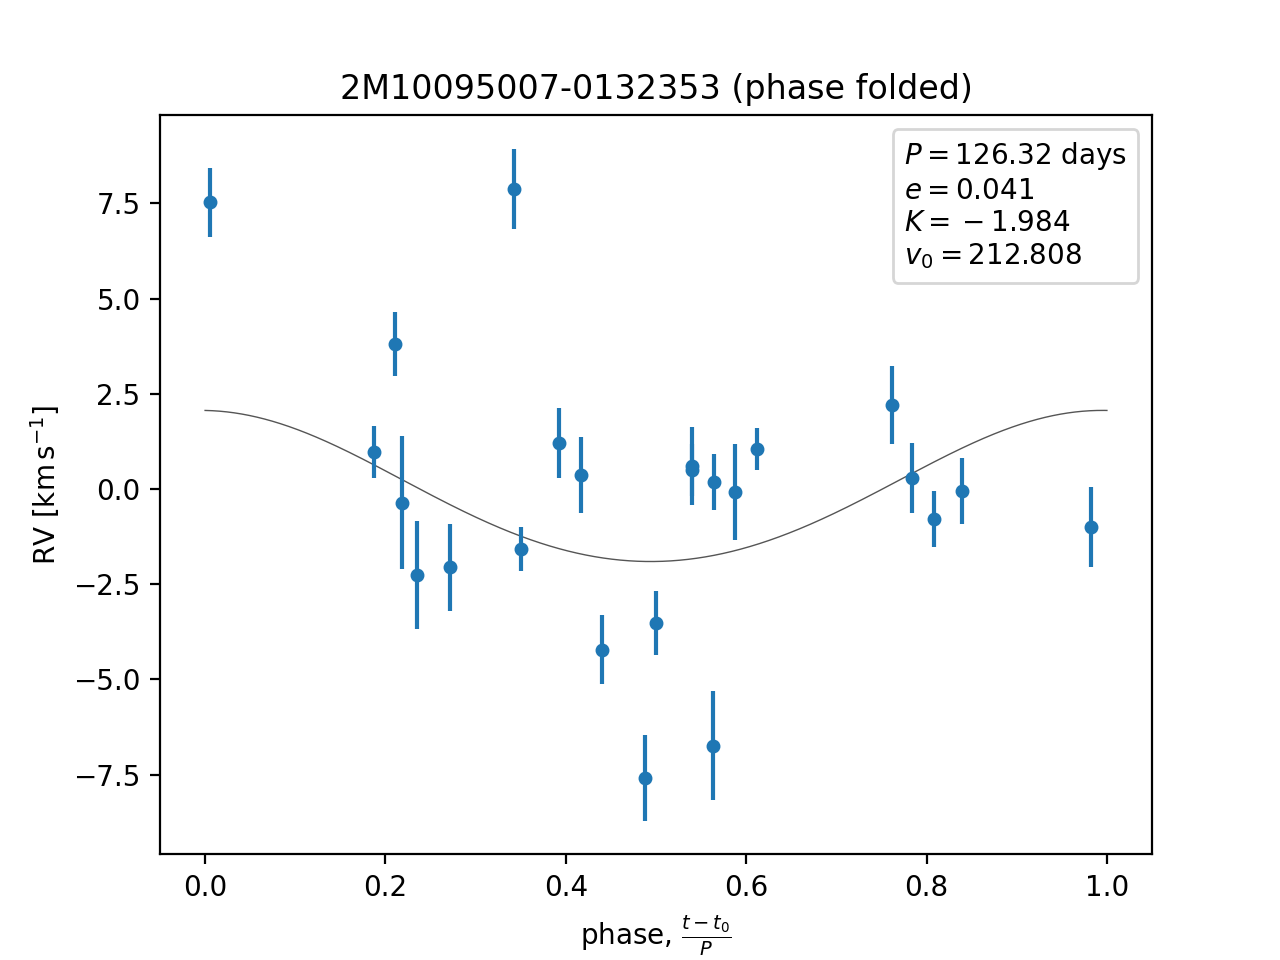 2M10095007-0132353 (phase folded)
P = 126.32 days
e = 0.041
K = −1.984
v₀ = 212.808
7.5
5.0
2.5
0.0
−2.5
−5.0
−7.5
RV [km s⁻¹]
0.0 0.2 0.4 0.6 0.8 1.0
phase, (t − t₀)/P